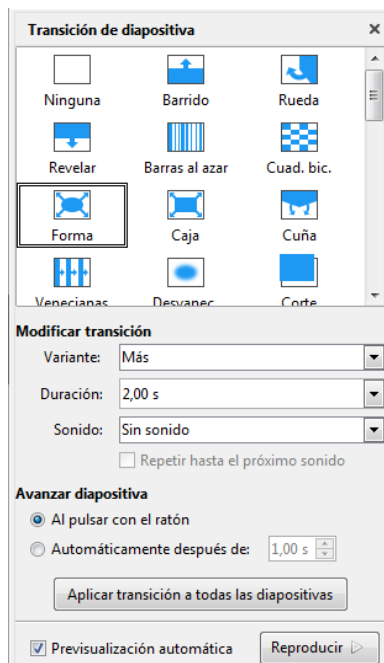 Transición de diapositiva
Ninguna Barrido Rueda
Revelar Barras al azar Cuad. bic.
Forma Caja Cuña
Venecianas Desvanec. Corte
Modificar transición
Variante: Más
Duración: 2,00 s
Sonido: Sin sonido
Repetir hasta el próximo sonido
Avanzar diapositiva
Al pulsar con el ratón
Automáticamente después de: 1,00 s
Aplicar transición a todas las diapositivas
Previsualización automática Reproducir